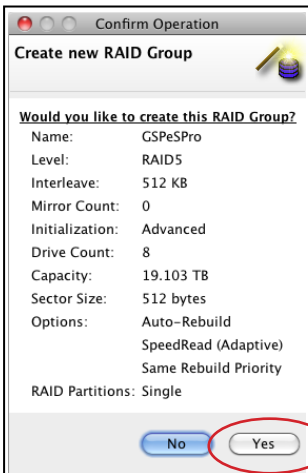 Confirm Operation
Create new RAID Group
Would you like to create this RAID Group?
Name: GSPeSPro
Level: RAID5
Interleave: 512 KB
Mirror Count: 0
Initialization: Advanced
Drive Count: 8
Capacity: 19.103 TB
Sector Size: 512 bytes
Options: Auto-Rebuild
SpeedRead (Adaptive)
Same Rebuild Priority
RAID Partitions: Single
No Yes